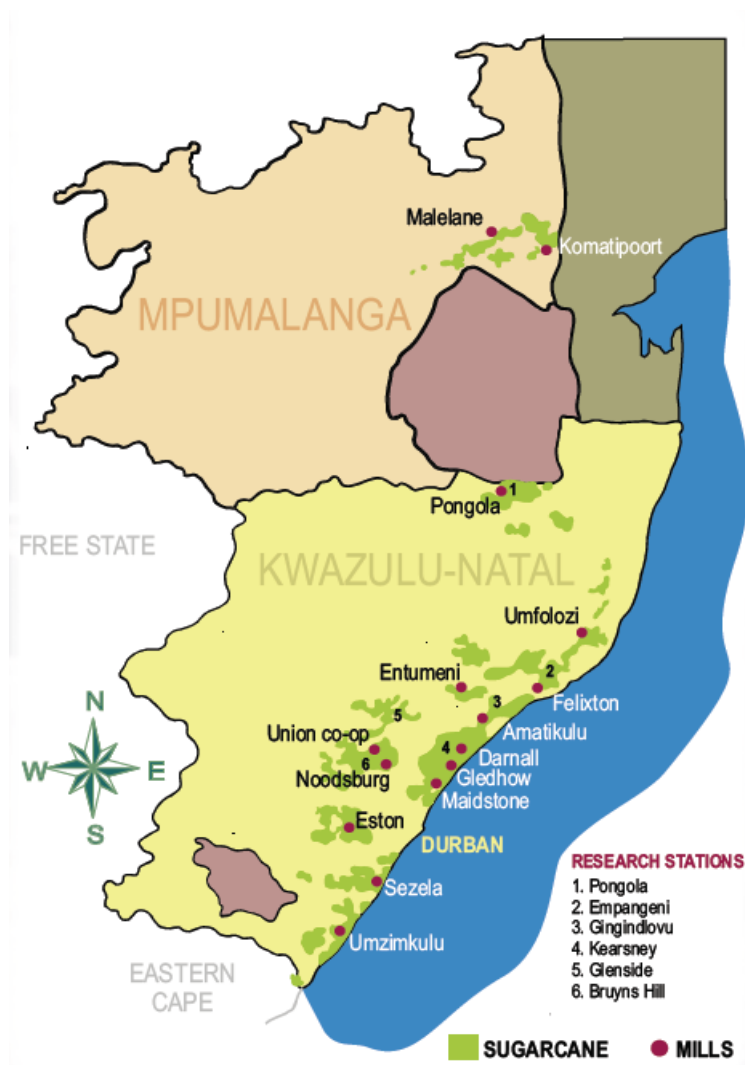 Malelane
Komatipoort
MPUMALANGA
1
Pongola
FREE STATE
KWAZULU-NATAL
Umfolozi
Entumeni
2
Felixton
3
5
Amatikulu
Union co-op
4
Darnall
6
Gledhow
Noodsburg
Maidstone
N
W
E
S
Eston
DURBAN
Sezela
Umzimkulu
EASTERN
CAPE
RESEARCH STATIONS
1. Pongola
2. Empangeni
3. Gingindlovu
4. Kearsney
5. Glenside
6. Bruyns Hill
SUGARCANE
MILLS